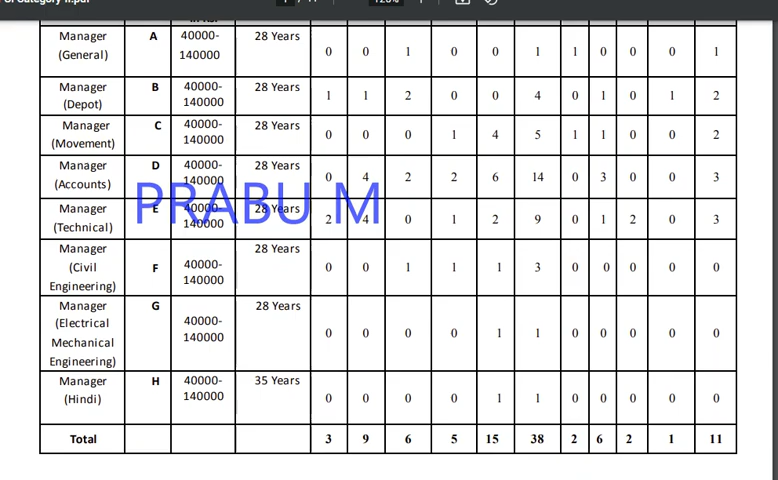 Manager (General) A 40000-140000 28 Years 0 0 1 0 0 1 1 0 0 0 1
Manager (Depot) B 40000-140000 28 Years 1 1 2 0 0 4 0 1 0 1 2
Manager (Movement) C 40000-140000 28 Years 0 0 0 1 4 5 1 1 0 0 2
Manager (Accounts) D 40000-140000 28 Years 0 4 2 2 6 14 0 3 0 0 3
PRABU M
Manager (Technical) E 40000-140000 28 Years 2 4 0 1 2 9 0 1 2 0 3
Manager (Civil Engineering) F 40000-140000 28 Years 0 0 1 1 1 3 0 0 0 0 0
Manager (Electrical Mechanical Engineering) G 40000-140000 28 Years 0 0 0 0 1 1 0 0 0 0 0
Manager (Hindi) H 40000-140000 35 Years 0 0 0 0 1 1 0 0 0 0 0
Total 3 9 6 5 15 38 2 6 2 1 11